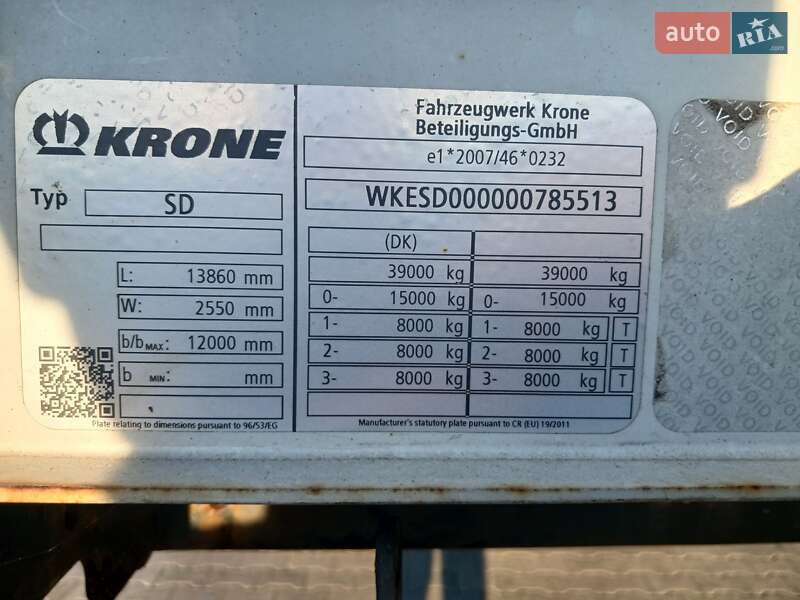 auto RIA
KRONE
Typ SD
L: 13860 mm
W: 2550 mm
b/b MAX: 12000 mm
b MIN: mm
Plate relating to dimensions pursuant to 96/53/EG
Fahrzeugwerk Krone
Beteiligungs-GmbH
e1*2007/46*0232
WKESD000000785513
(DK)
39000 kg 39000 kg
0- 15000 kg 0- 15000 kg
1- 8000 kg 1- 8000 kg T
2- 8000 kg 2- 8000 kg T
3- 8000 kg 3- 8000 kg T
Manufacturer's statutory plate pursuant to CR (EU) 19/2011
VOID